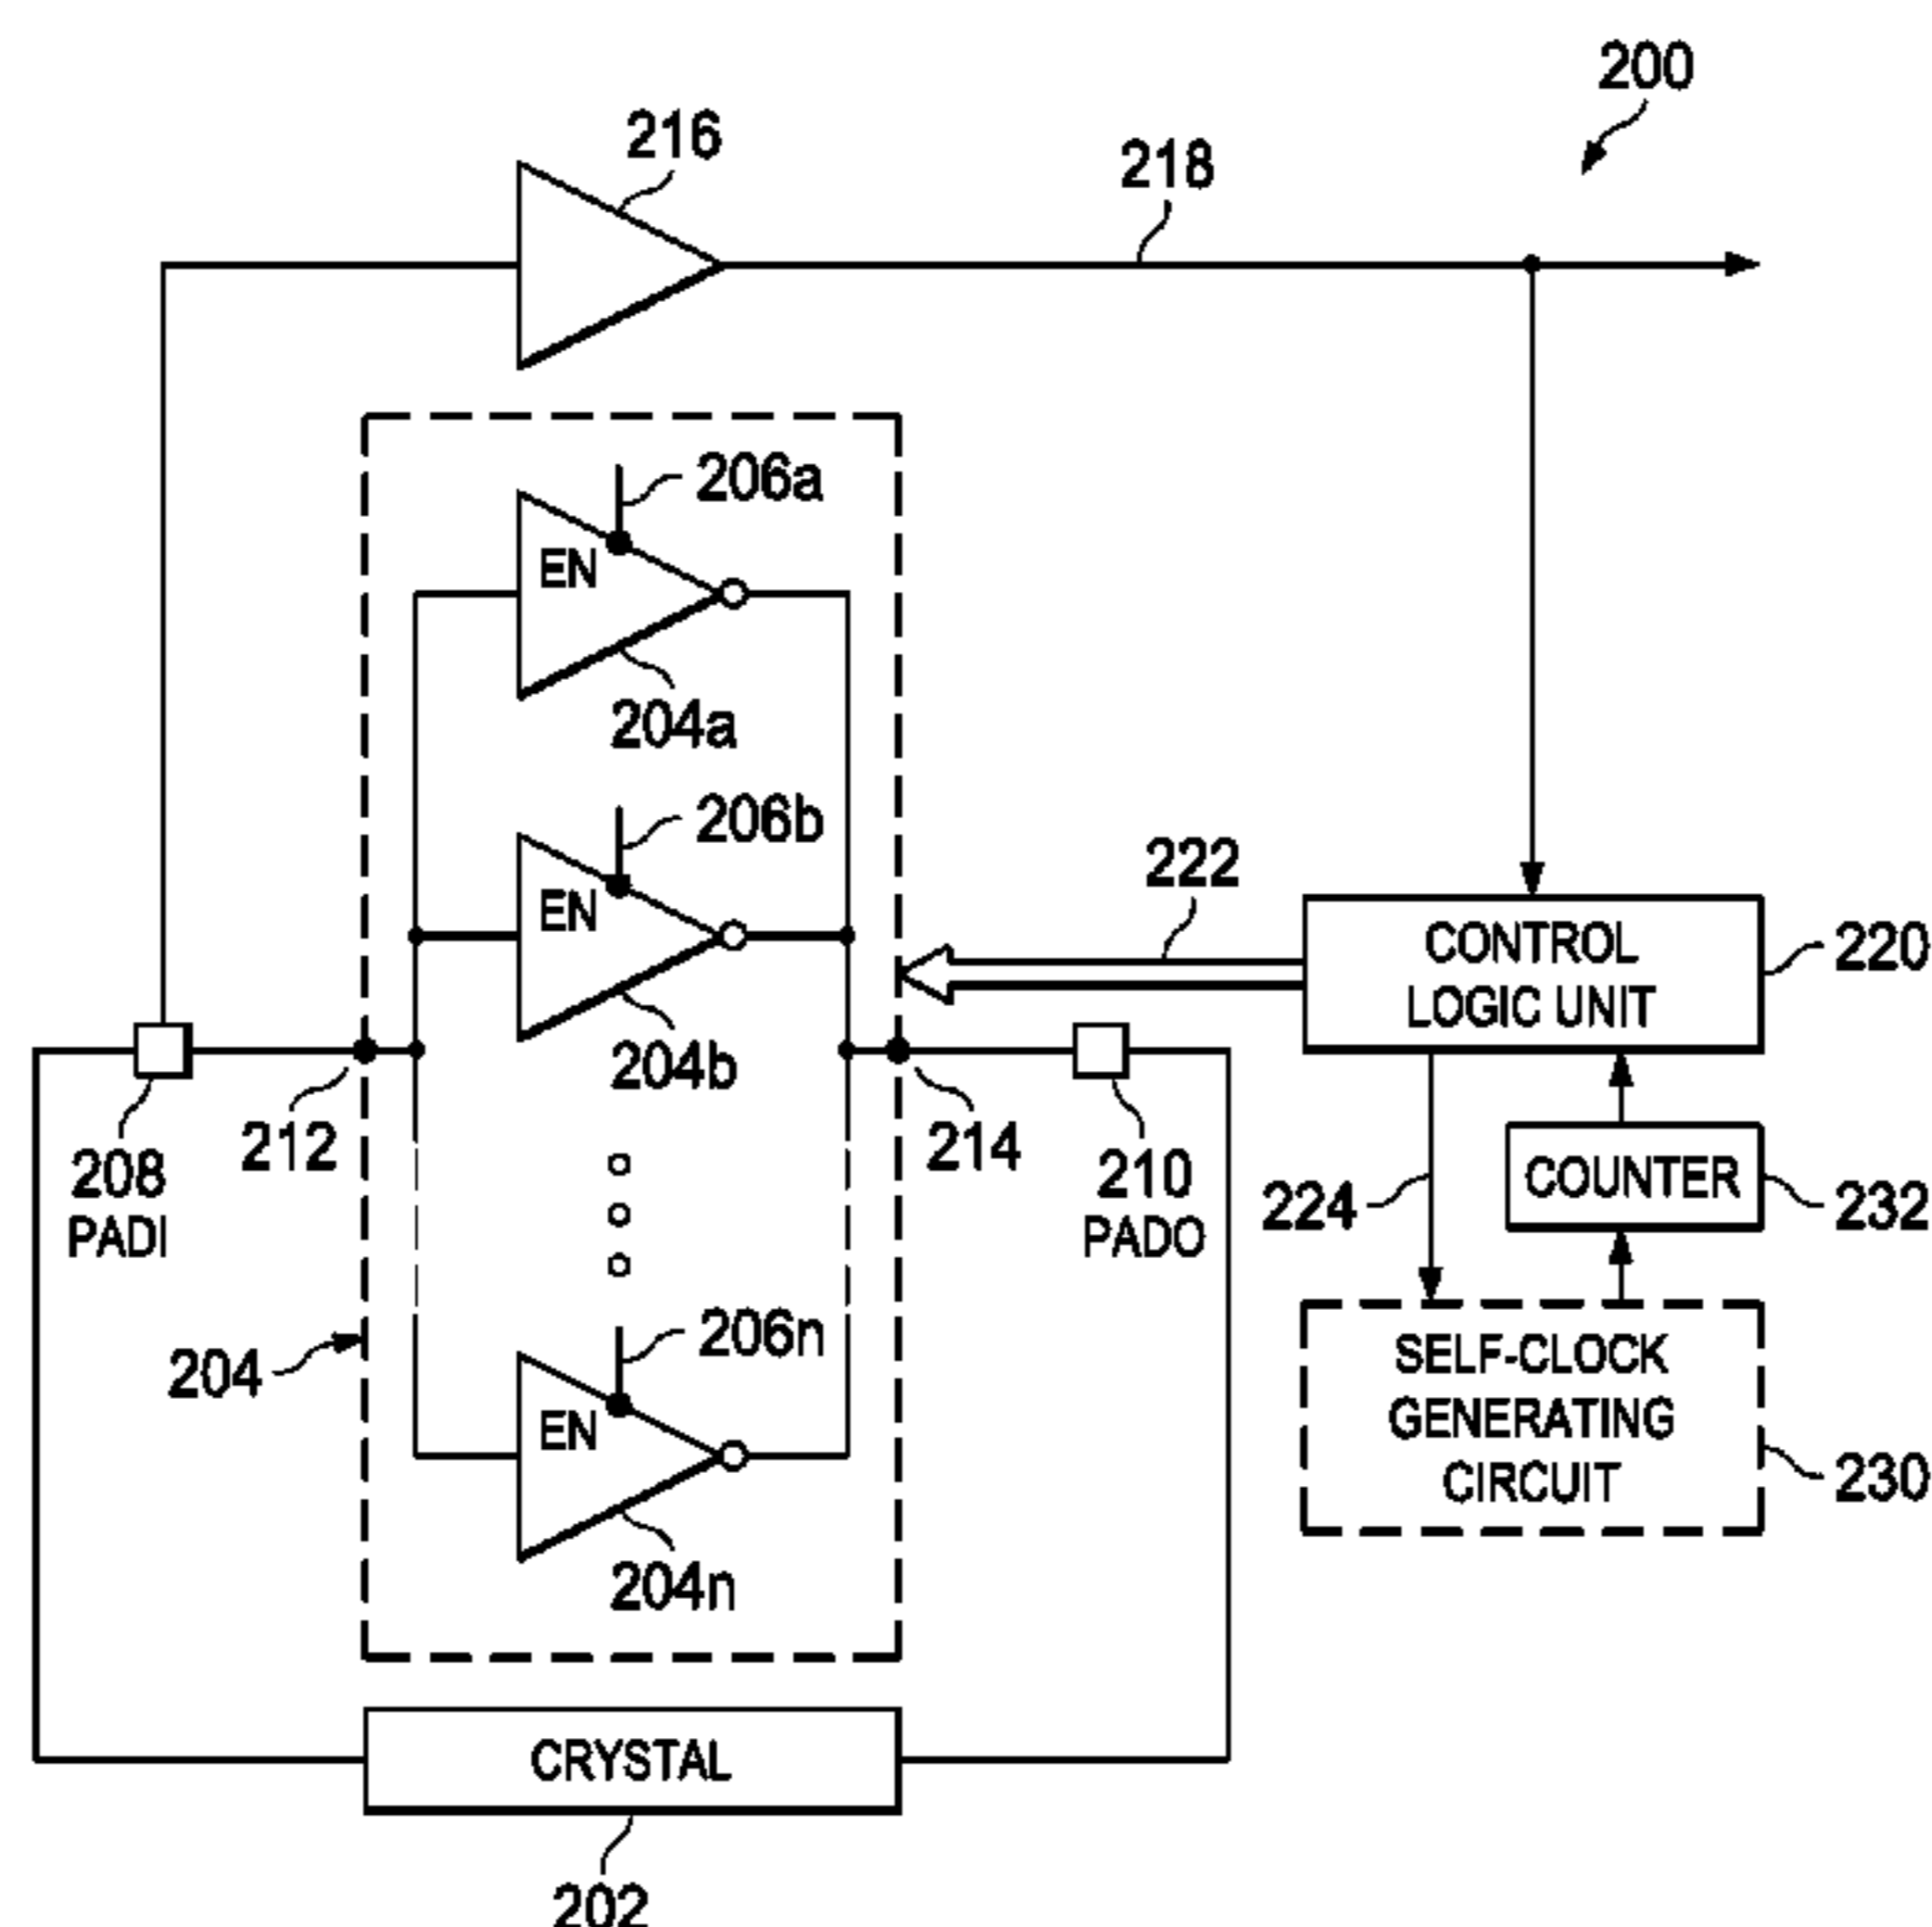 200
216
218
206a
EN
204a
206b
EN
204b
222
CONTROL
LOGIC UNIT
220
212
214
208
PADI
210
PADO
224
COUNTER
232
204
206n
EN
204n
SELF-CLOCK
GENERATING
CIRCUIT
230
CRYSTAL
202